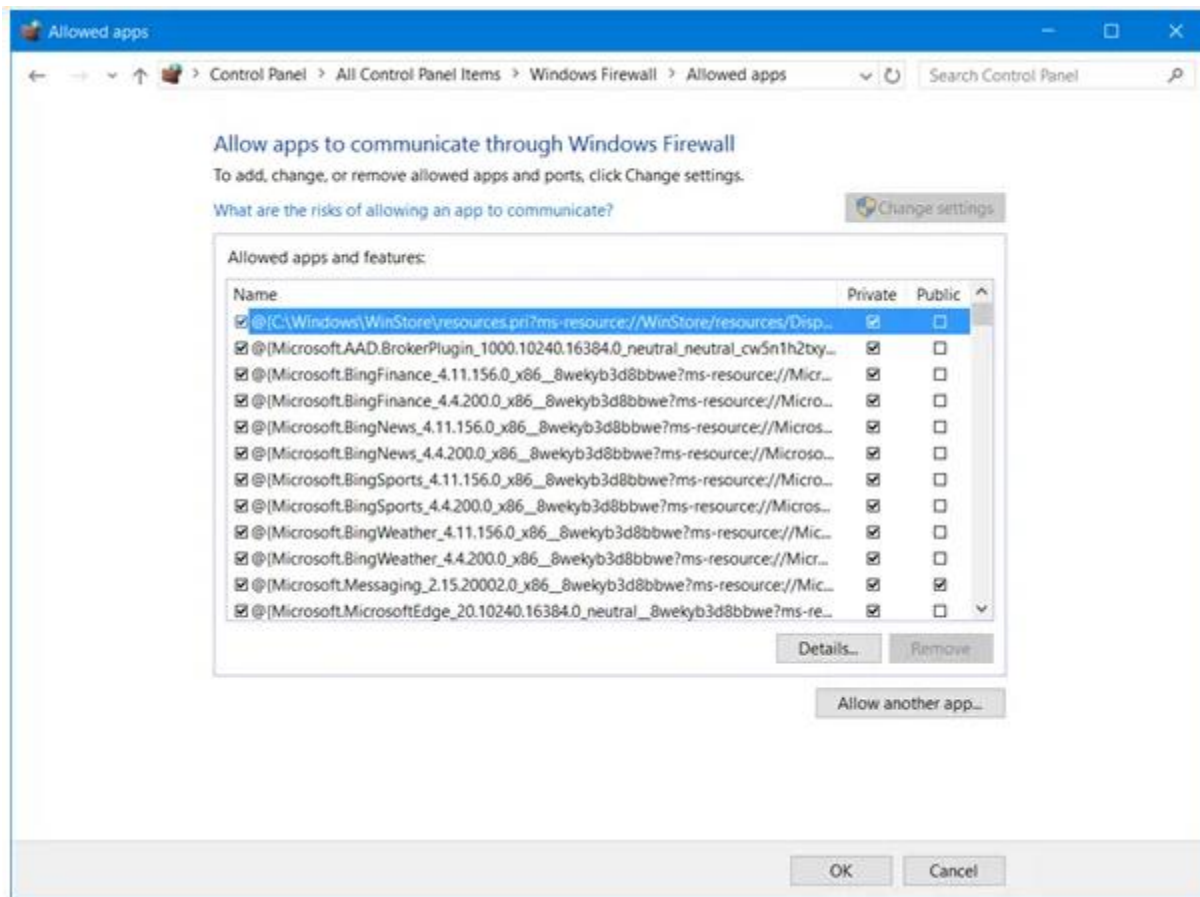 Allowed apps
Control Panel > All Control Panel Items > Windows Firewall > Allowed apps
Search Control Panel
Allow apps to communicate through Windows Firewall
To add, change, or remove allowed apps and ports, click Change settings.
What are the risks of allowing an app to communicate?
Change settings
Allowed apps and features:
Name Private Public
@{C:\Windows\WinStore\resources.pri?ms-resource://WinStore/resources/Disp...
@{Microsoft.AAD.BrokerPlugin_1000.10240.16384.0_neutral_neutral_cw5n1h2txy...
@{Microsoft.BingFinance_4.11.156.0_x86__8wekyb3d8bbwe?ms-resource://Micr...
@{Microsoft.BingFinance_4.4.200.0_x86__8wekyb3d8bbwe?ms-resource://Micro...
@{Microsoft.BingNews_4.11.156.0_x86__8wekyb3d8bbwe?ms-resource://Micros...
@{Microsoft.BingNews_4.4.200.0_x86__8wekyb3d8bbwe?ms-resource://Microso...
@{Microsoft.BingSports_4.11.156.0_x86__8wekyb3d8bbwe?ms-resource://Micro...
@{Microsoft.BingSports_4.4.200.0_x86__8wekyb3d8bbwe?ms-resource://Micros...
@{Microsoft.BingWeather_4.11.156.0_x86__8wekyb3d8bbwe?ms-resource://Mic...
@{Microsoft.BingWeather_4.4.200.0_x86__8wekyb3d8bbwe?ms-resource://Micr...
@{Microsoft.Messaging_2.15.20002.0_x86__8wekyb3d8bbwe?ms-resource://Mic...
@{Microsoft.MicrosoftEdge_20.10240.16384.0_neutral__8wekyb3d8bbwe?ms-re...
Details...
Remove
Allow another app...
OK
Cancel